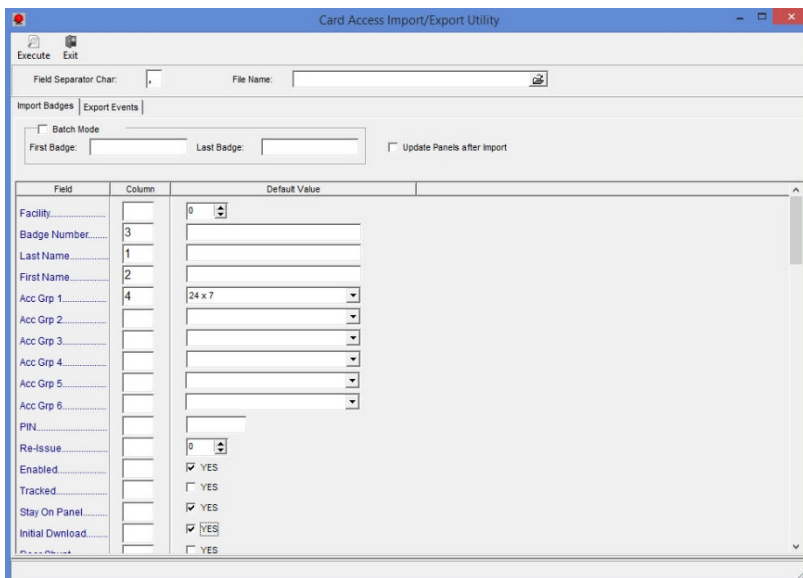 Card Access Import/Export Utility
Execute Exit
Field Separator Char: , File Name:
Import Badges Export Events
Batch Mode
First Badge: Last Badge: Update Panels after Import
Field Column Default Value
Facility 0
Badge Number 3
Last Name 1
First Name 2
Acc Grp 1 4 24 x 7
Acc Grp 2
Acc Grp 3
Acc Grp 4
Acc Grp 5
Acc Grp 6
PIN
Re-Issue 0
Enabled YES
Tracked YES
Stay On Panel YES
Initial Dwnload YES
Door Shunt YES